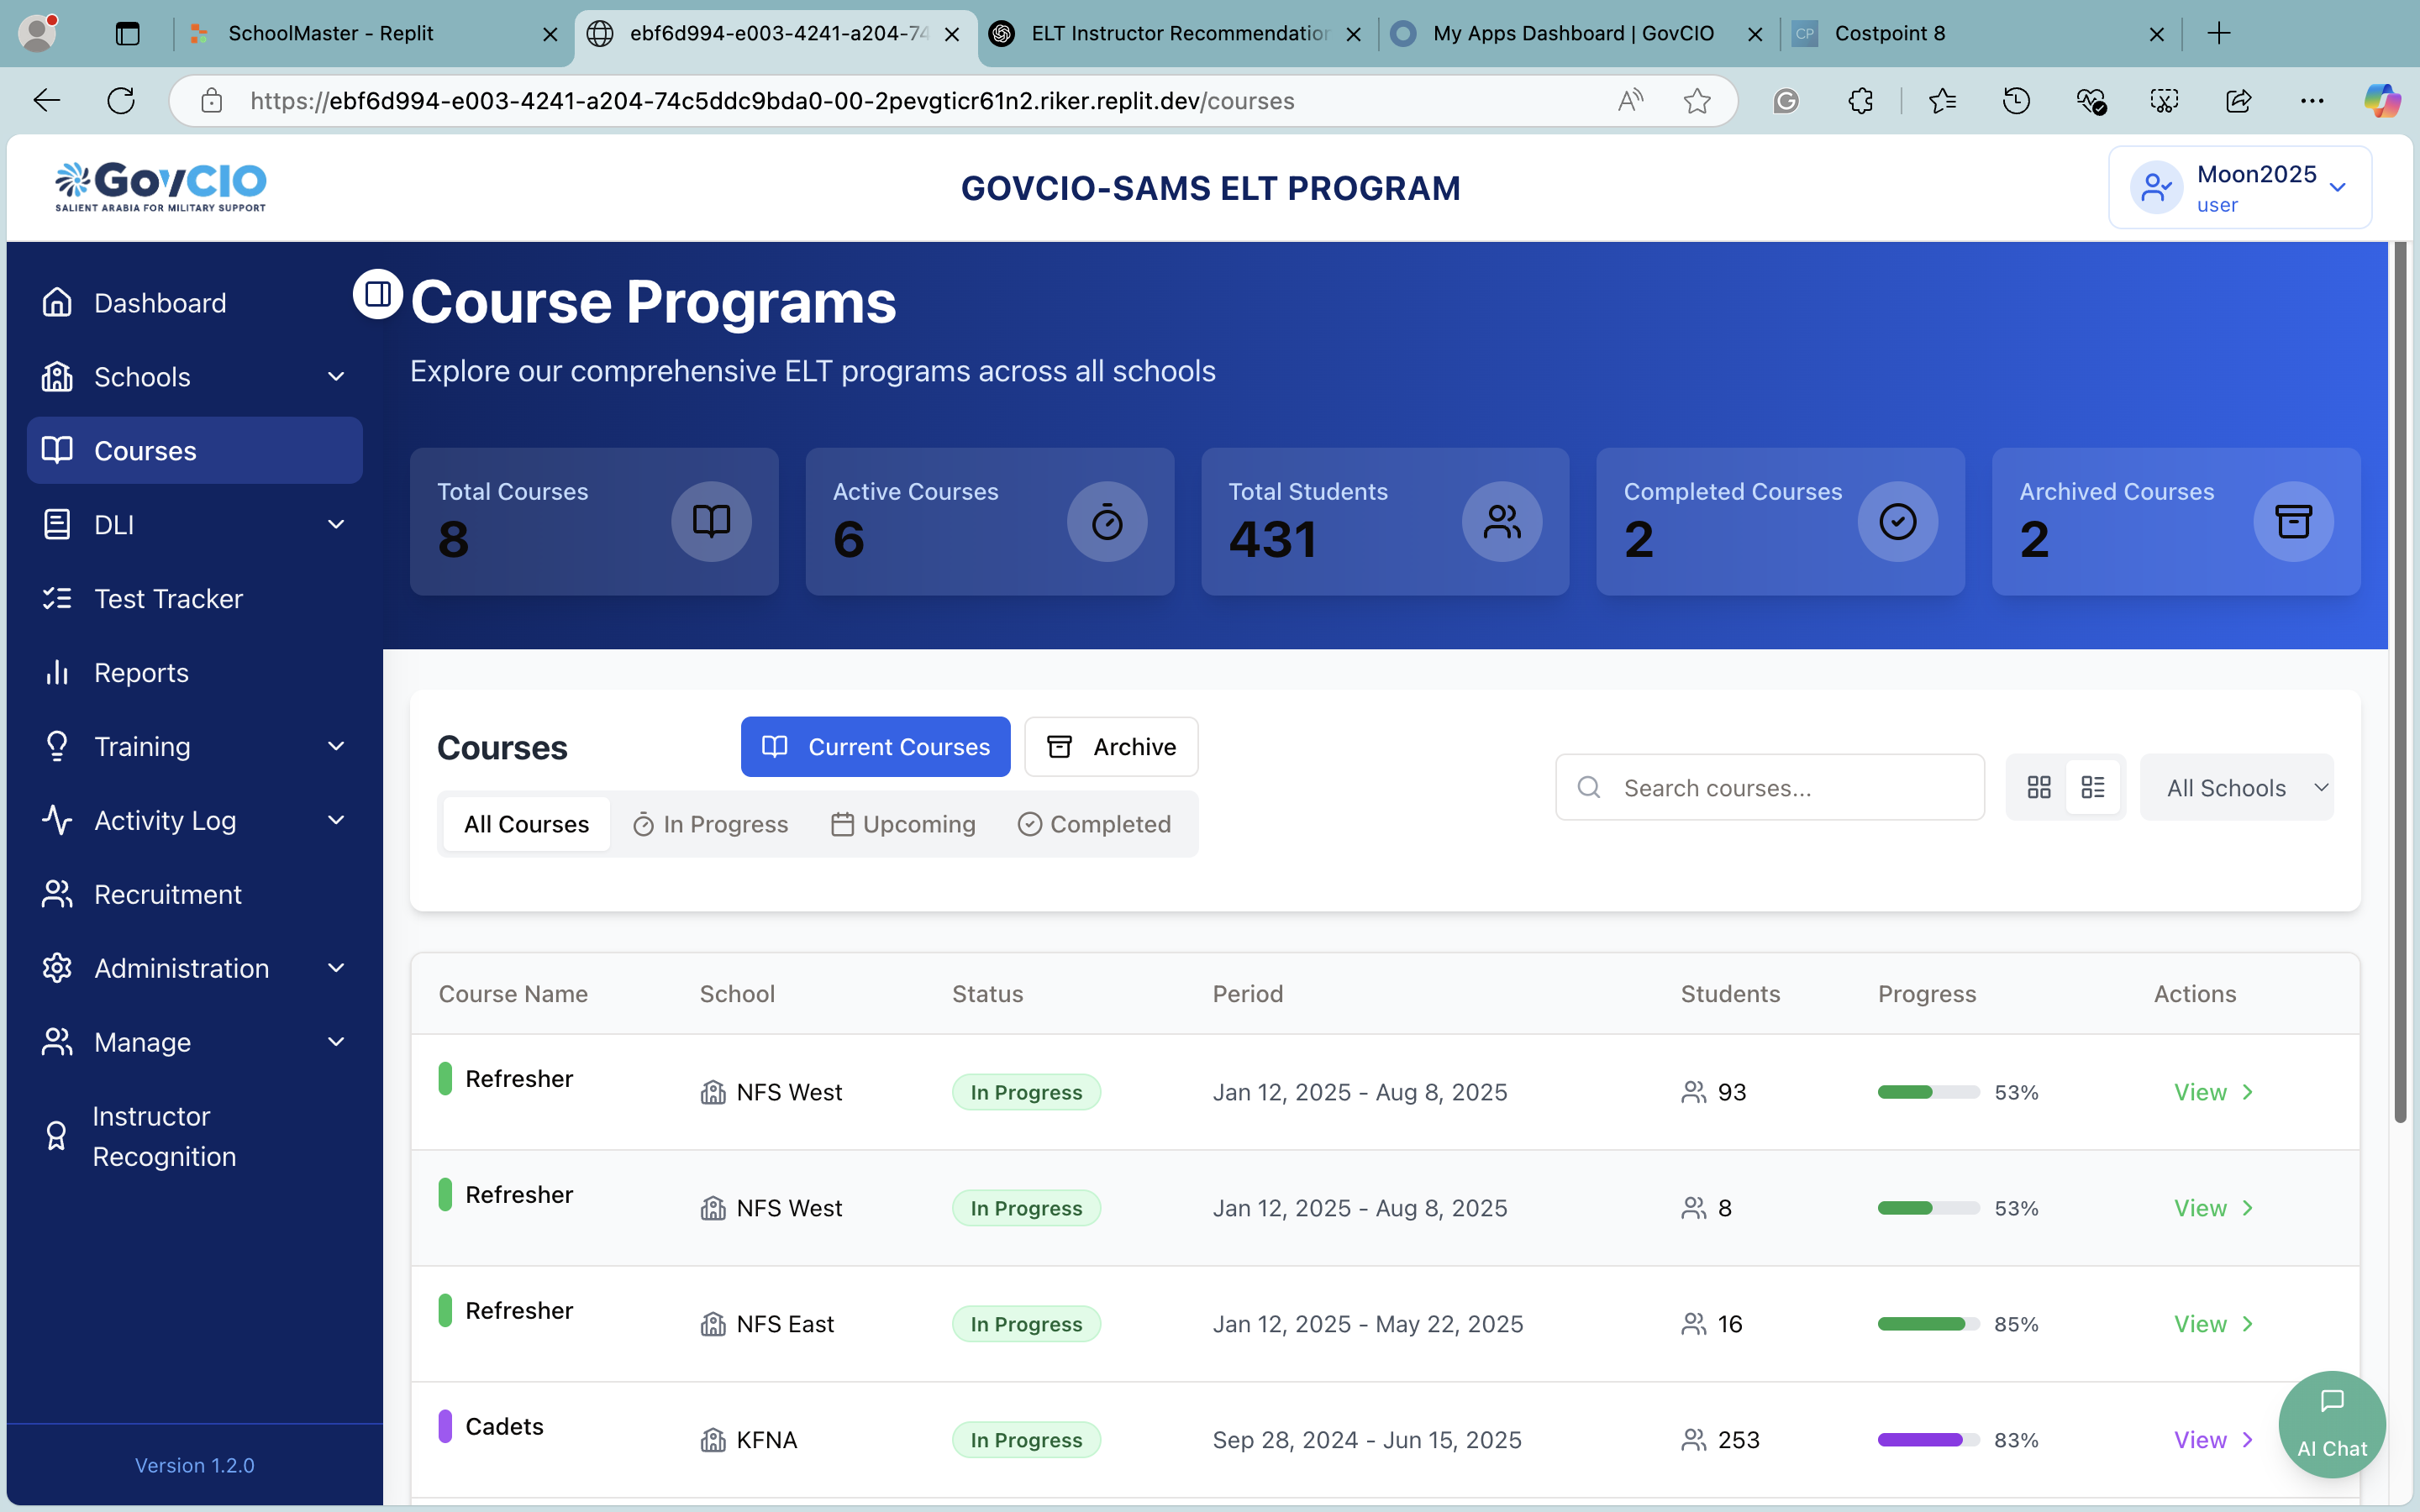 SchoolMaster - Replit
ebf6d994-e003-4241-a204-74
ELT Instructor Recommendation
My Apps Dashboard | GovCIO
CP Costpoint 8
https://ebf6d994-e003-4241-a204-74c5ddc9bda0-00-2pevgticr61n2.riker.replit.dev/courses
GovCIO
SALIENT ARABIA FOR MILITARY SUPPORT
GOVCIO-SAMS ELT PROGRAM
Moon2025
user
Dashboard
Schools
Courses
DLI
Test Tracker
Reports
Training
Activity Log
Recruitment
Administration
Manage
Instructor
Recognition
Version 1.2.0
Course Programs
Explore our comprehensive ELT programs across all schools
Total Courses
8
Active Courses
6
Total Students
431
Completed Courses
2
Archived Courses
2
Courses
Current Courses
Archive
All Courses
In Progress
Upcoming
Completed
Search courses...
All Schools
Course Name School Status Period Students Progress Actions
Refresher NFS West In Progress Jan 12, 2025 - Aug 8, 2025 93 53% View
Refresher NFS West In Progress Jan 12, 2025 - Aug 8, 2025 8 53% View
Refresher NFS East In Progress Jan 12, 2025 - May 22, 2025 16 85% View
Cadets KFNA In Progress Sep 28, 2024 - Jun 15, 2025 253 83% View
AI Chat